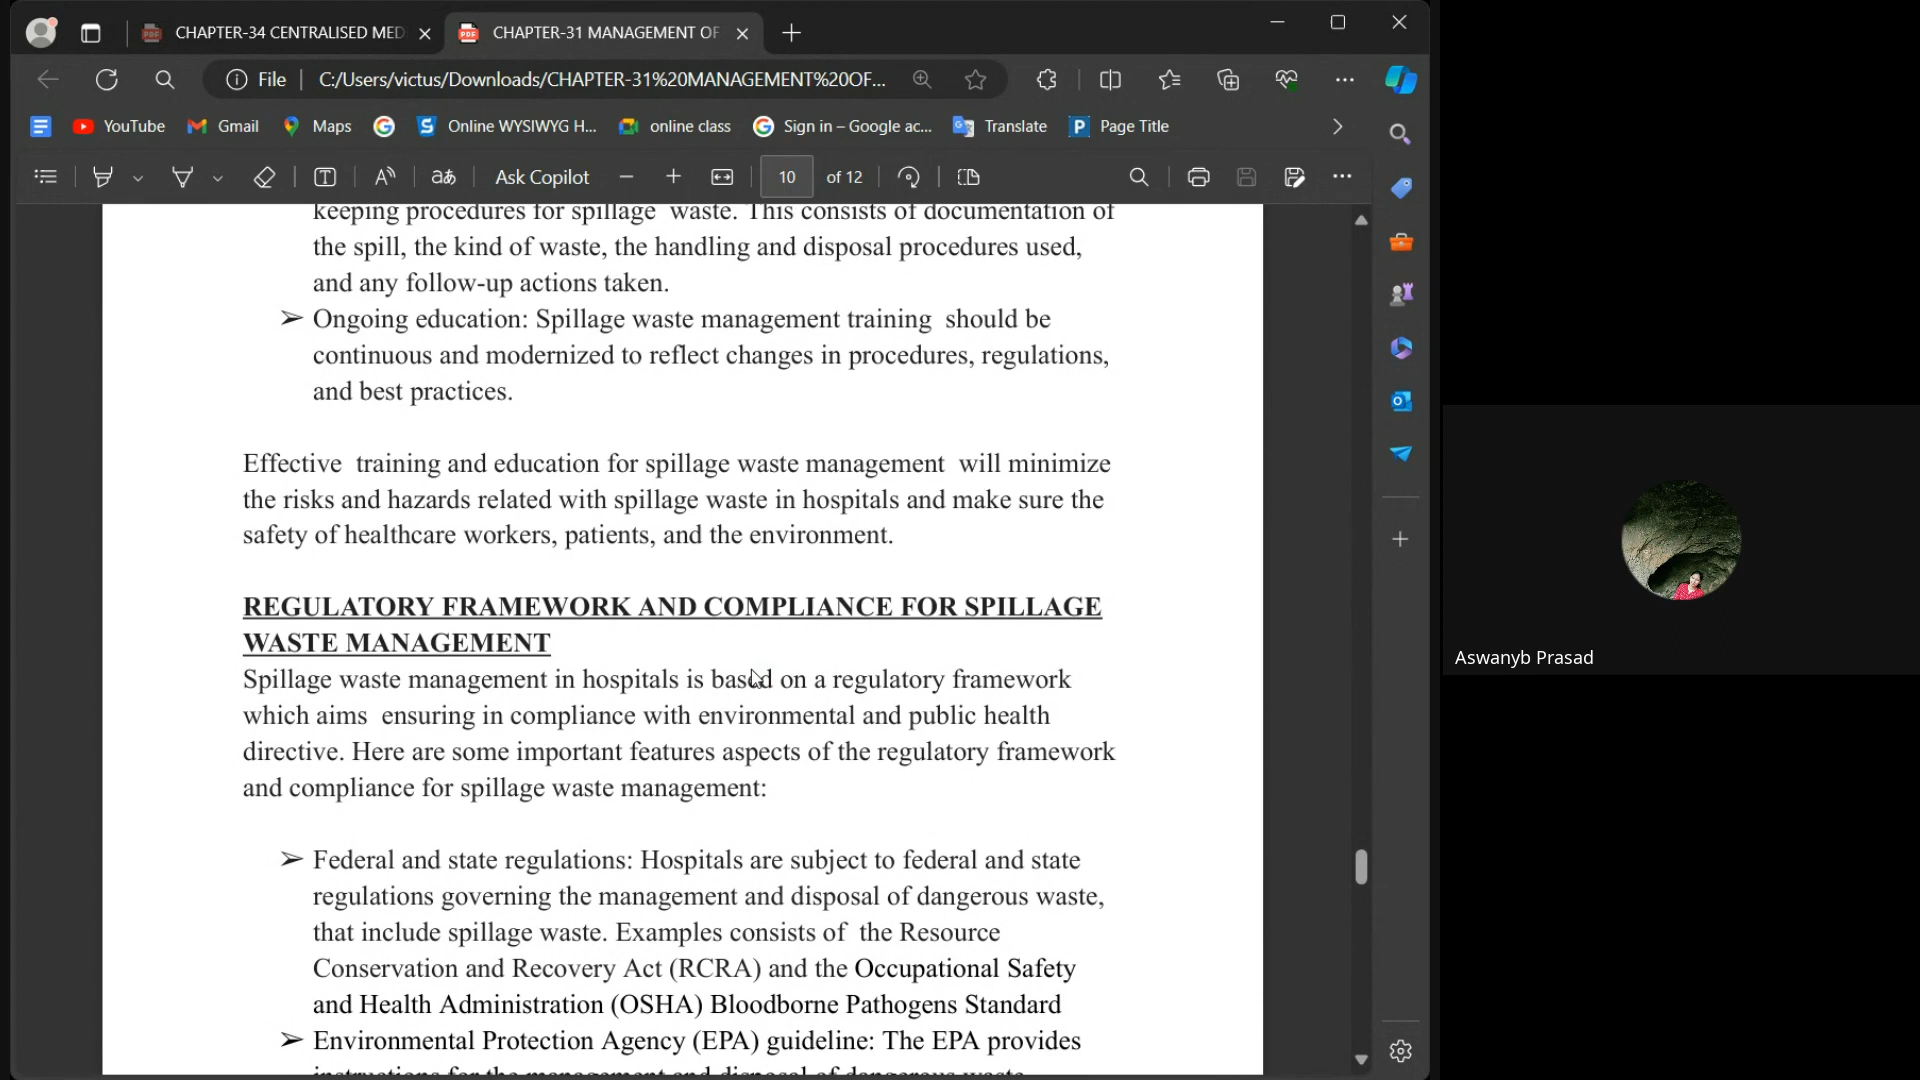 CHAPTER-34 CENTRALISED MED
CHAPTER-31 MANAGEMENT OF
File
C:/Users/victus/Downloads/CHAPTER-31%20MANAGEMENT%20OF...
YouTube
Gmail
Maps
Online WYSIWYG H...
online class
Sign in – Google ac...
Translate
Page Title
Ask Copilot
10
of 12
keeping procedures for spillage waste. This consists of documentation of
the spill, the kind of waste, the handling and disposal procedures used,
and any follow-up actions taken.
➢ Ongoing education: Spillage waste management training should be
continuous and modernized to reflect changes in procedures, regulations,
and best practices.
Effective training and education for spillage waste management will minimize
the risks and hazards related with spillage waste in hospitals and make sure the
safety of healthcare workers, patients, and the environment.
REGULATORY FRAMEWORK AND COMPLIANCE FOR SPILLAGE
WASTE MANAGEMENT
Spillage waste management in hospitals is based on a regulatory framework
which aims ensuring in compliance with environmental and public health
directive. Here are some important features aspects of the regulatory framework
and compliance for spillage waste management:
➢ Federal and state regulations: Hospitals are subject to federal and state
regulations governing the management and disposal of dangerous waste,
that include spillage waste. Examples consists of the Resource
Conservation and Recovery Act (RCRA) and the Occupational Safety
and Health Administration (OSHA) Bloodborne Pathogens Standard
➢ Environmental Protection Agency (EPA) guideline: The EPA provides
instructions for the management and disposal of dangerous waste
Aswanyb Prasad